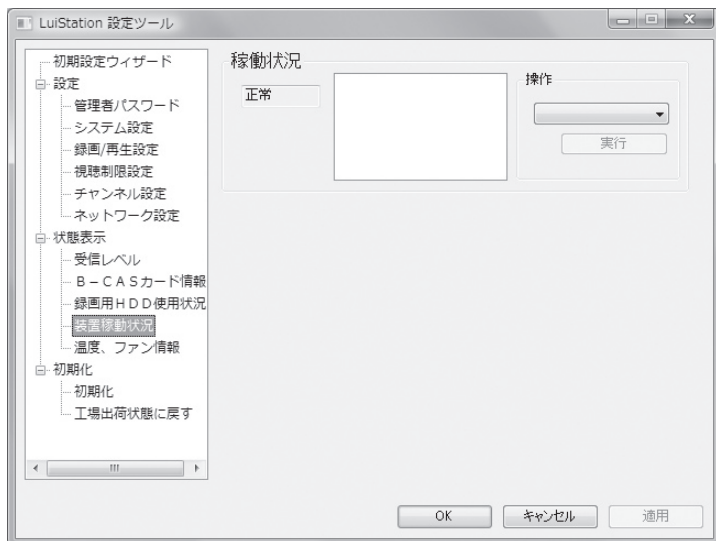 LuiStation 設定ツール
初期設定ウィザード
設定
管理者パスワード
システム設定
録画/再生設定
視聴制限設定
チャンネル設定
ネットワーク設定
状態表示
受信レベル
B-CASカード情報
録画用HDD使用状況
装置稼動状況
温度、ファン情報
初期化
初期化
工場出荷状態に戻す
稼働状況
正常
操作
実行
OK
キャンセル
適用